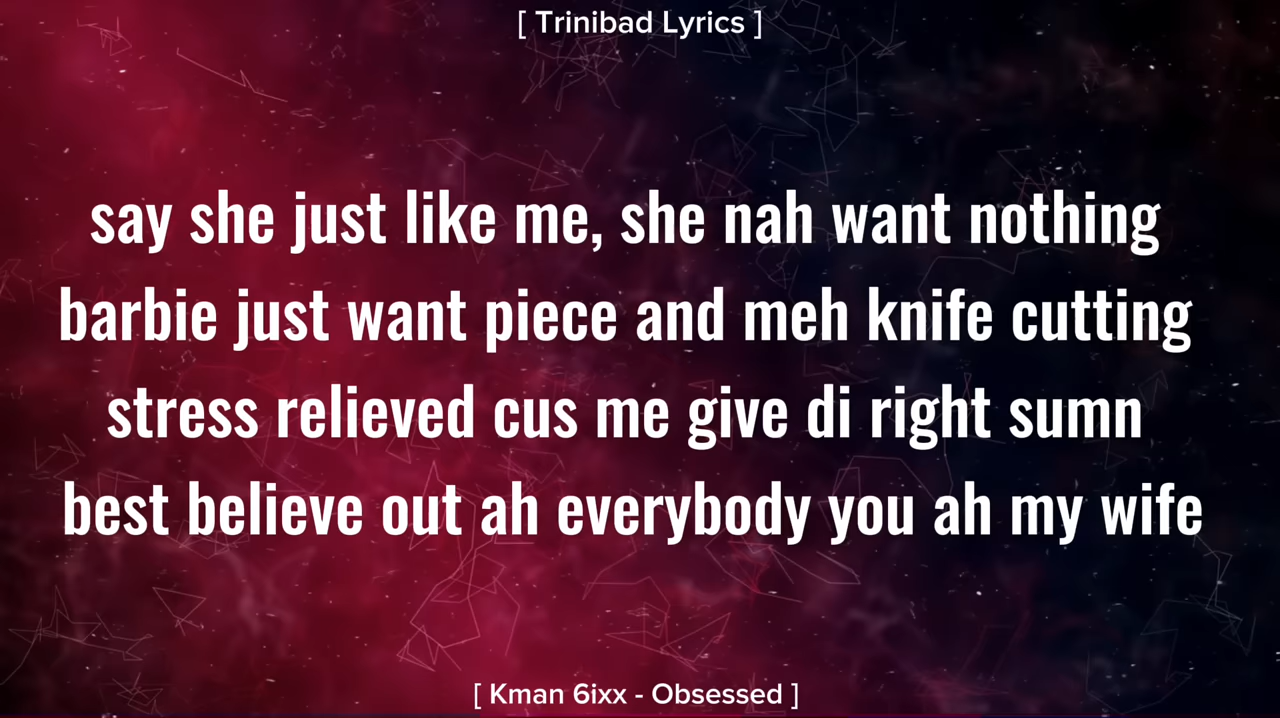 [ Trinibad Lyrics ]
say she just like me, she nah want nothing
barbie just want piece and meh knife cutting
stress relieved cus me give di right sumn
best believe out ah everybody you ah my wife
[ Kman 6ixx - Obsessed ]